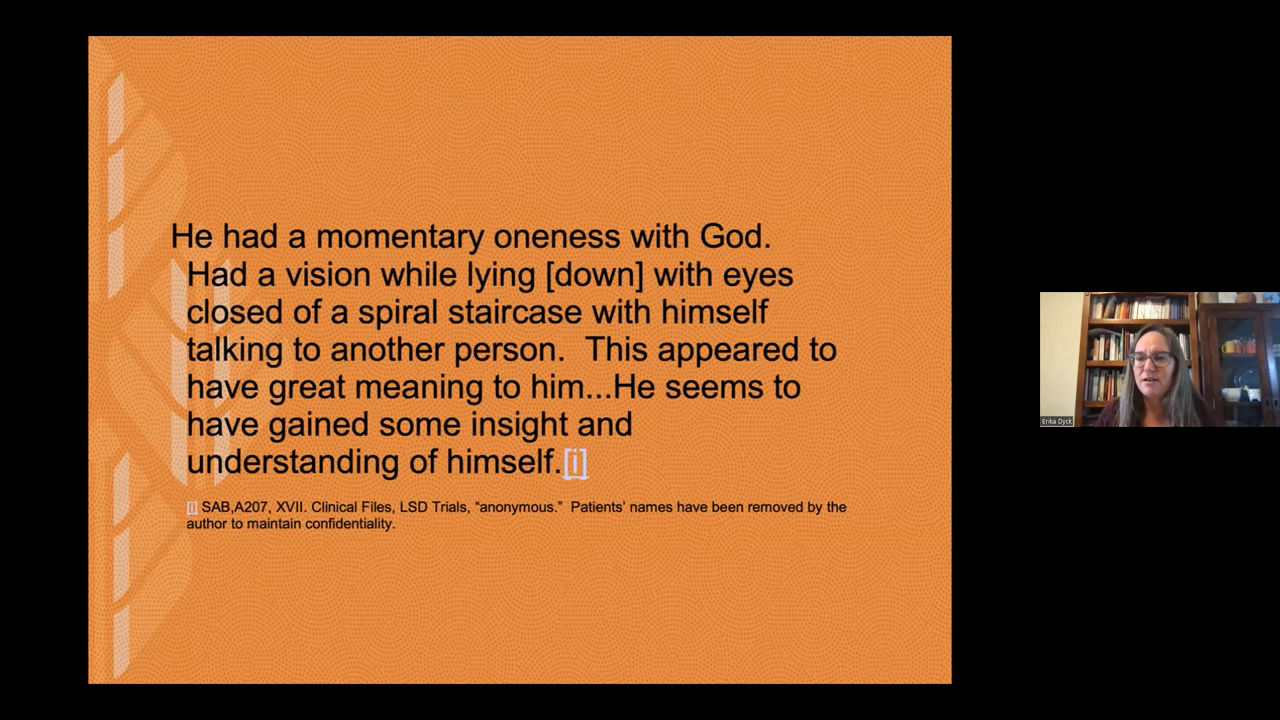 He had a momentary oneness with God.
Had a vision while lying [down] with eyes
closed of a spiral staircase with himself
talking to another person.  This appeared to
have great meaning to him...He seems to
have gained some insight and
understanding of himself.[i]
[i] SAB,A207, XVII. Clinical Files, LSD Trials, “anonymous.”  Patients’ names have been removed by the
author to maintain confidentiality.
Erika Dyck